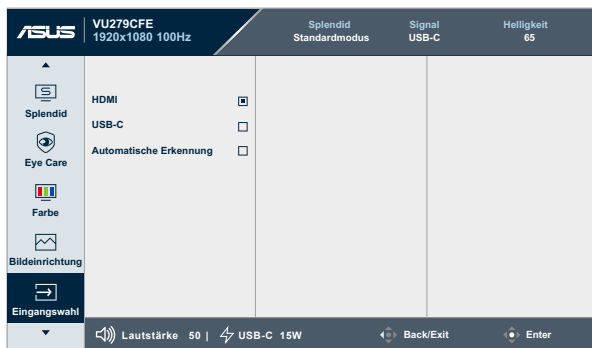 ASUS
VU279CFE
1920x1080 100Hz
Splendid
Standardmodus
Signal
USB-C
Helligkeit
65
Splendid
Eye Care
Farbe
Bildeinrichtung
Eingangswahl
HDMI
USB-C
Automatische Erkennung
Lautstärke 50 | USB-C 15W
Back/Exit
Enter